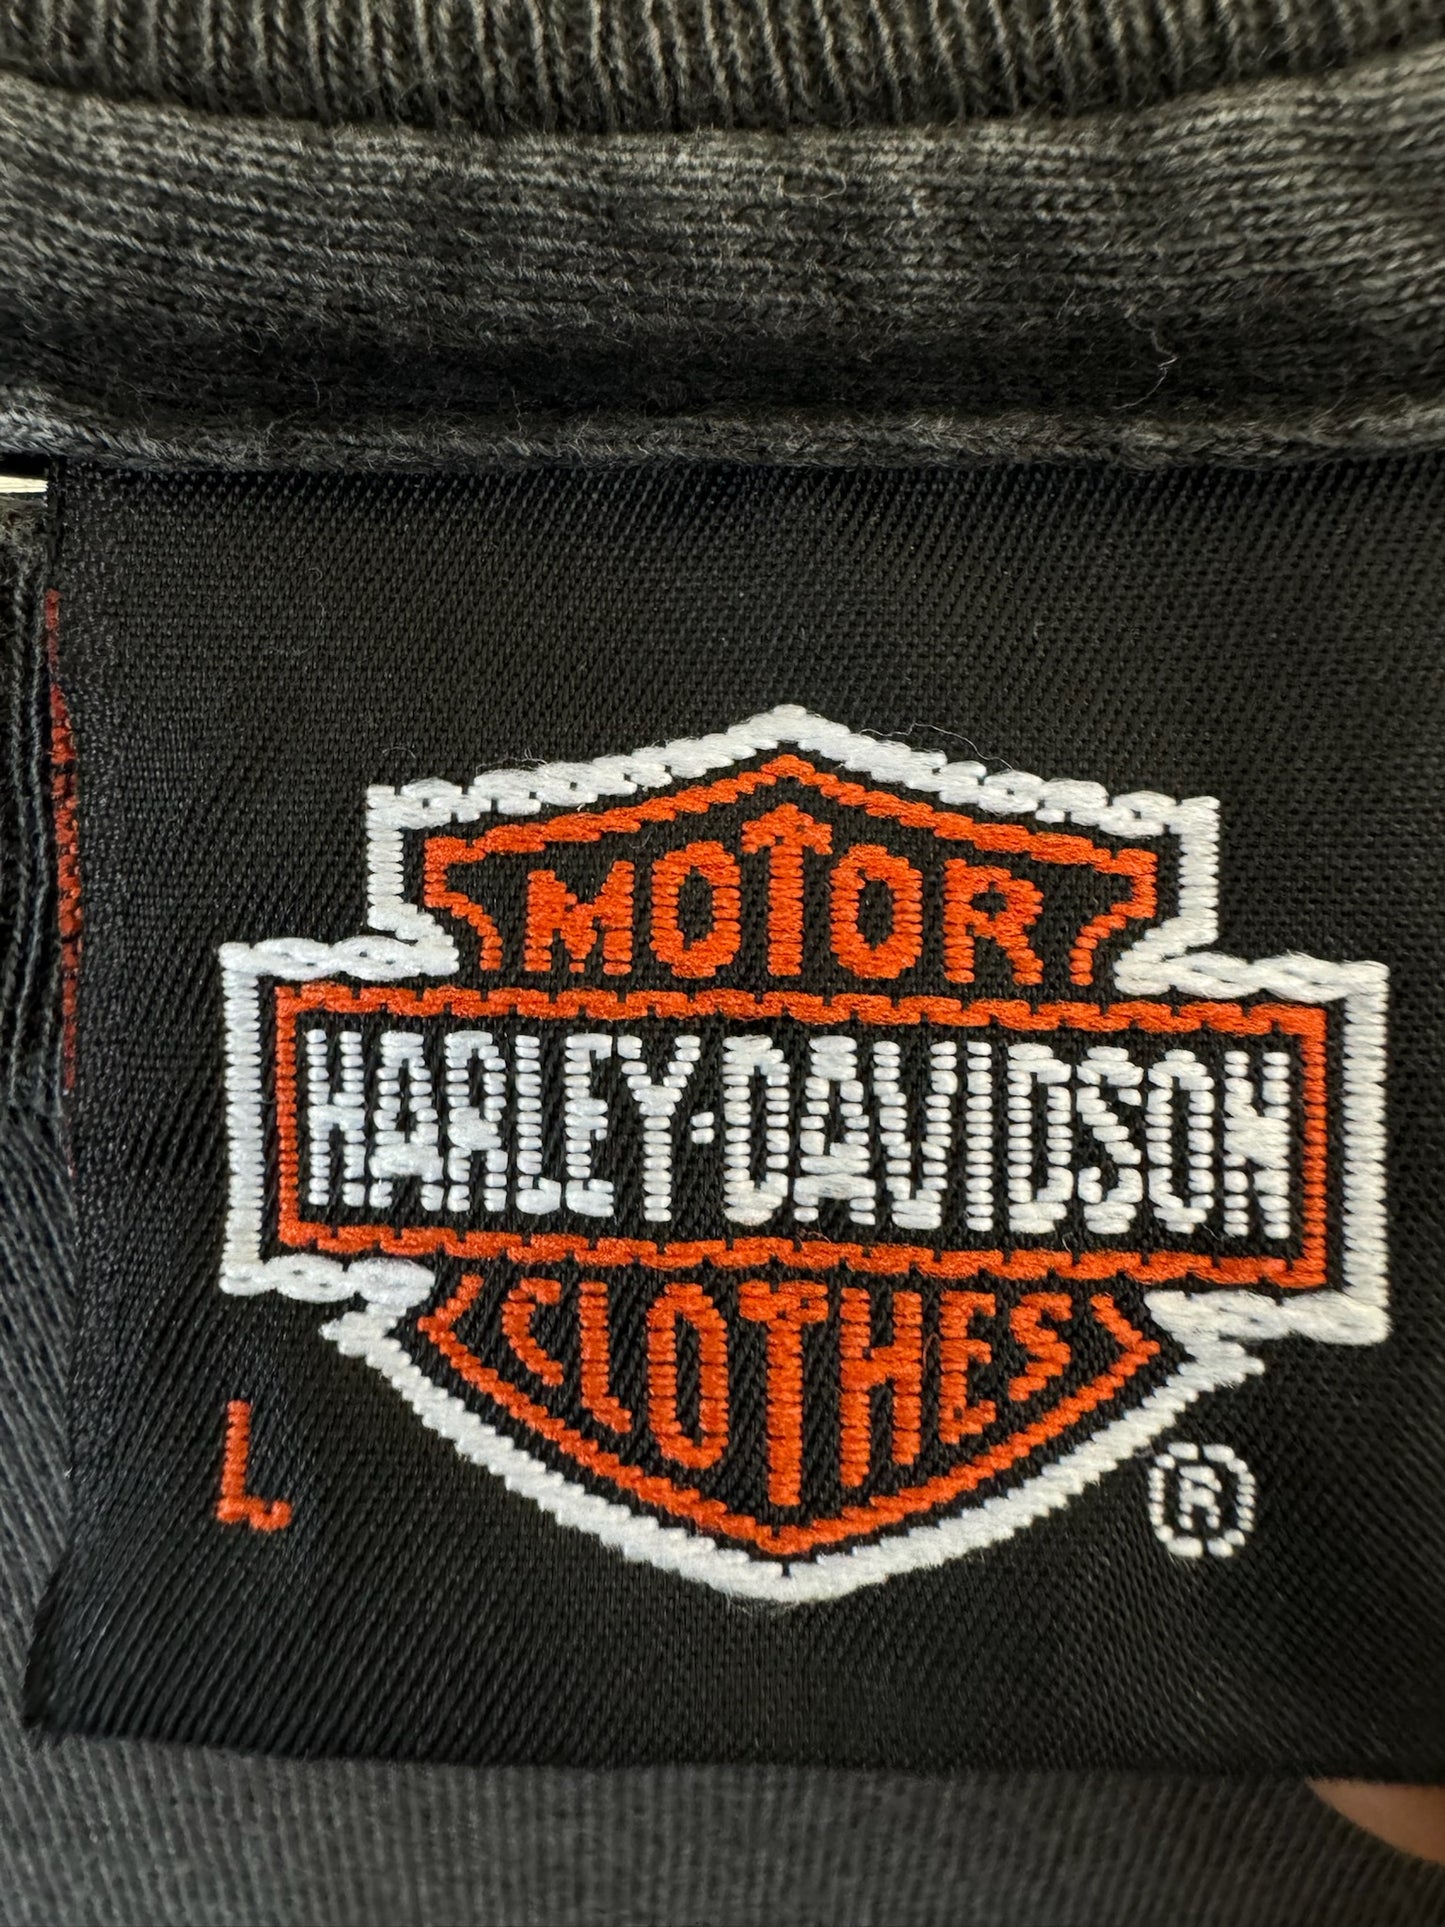 MOTOR
HARLEY-DAVIDSON
CLOTHES
L
®